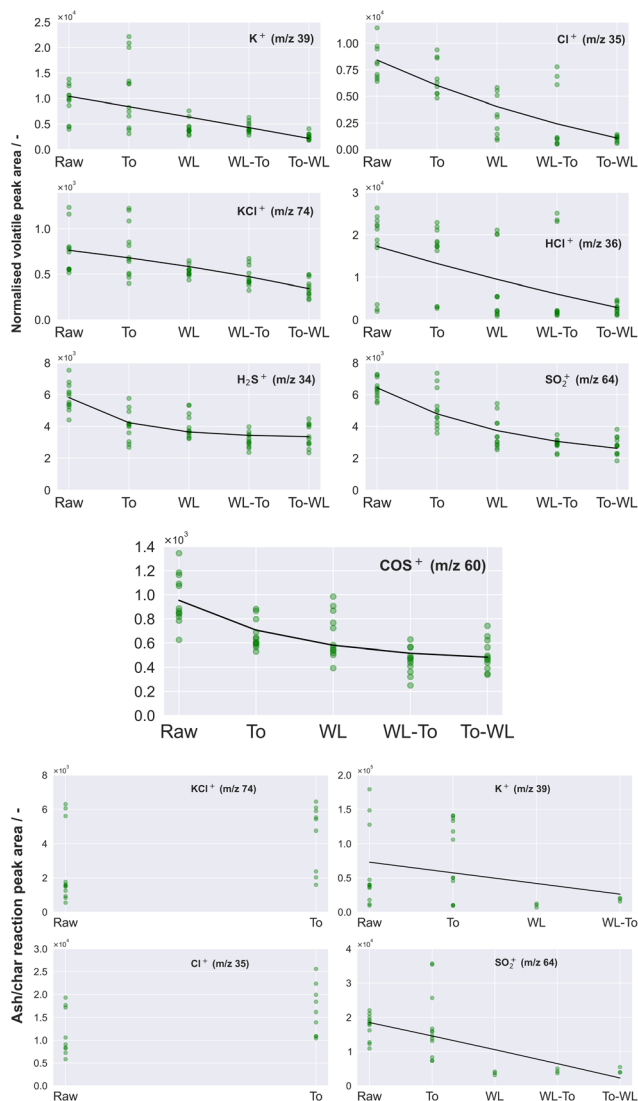 Normalised volatile peak area / -
×10⁴
K⁺ (m/z 39)
2.5
2.0
1.5
1.0
0.5
0.0
Raw To WL WL-To To-WL
×10⁴
Cl⁺ (m/z 35)
1.00
0.75
0.50
0.25
0.00
Raw To WL WL-To To-WL
×10³
KCl⁺ (m/z 74)
1.0
0.5
0.0
Raw To WL WL-To To-WL
×10⁴
HCl⁺ (m/z 36)
3
2
1
0
Raw To WL WL-To To-WL
×10³
H₂S⁺ (m/z 34)
8
6
4
2
0
Raw To WL WL-To To-WL
×10³
SO₂⁺ (m/z 64)
8
6
4
2
0
Raw To WL WL-To To-WL
×10³
COS⁺ (m/z 60)
1.4
1.2
1.0
0.8
0.6
0.4
0.2
0.0
Raw To WL WL-To To-WL
Ash/char reaction peak area / -
×10³
KCl⁺ (m/z 74)
8
6
4
2
0
Raw To
K⁺ (m/z 39)
2.0
1.5
1.0
0.5
0.0
Raw To WL WL-To
×10⁴
Cl⁺ (m/z 35)
3.0
2.5
2.0
1.5
1.0
0.5
0.0
Raw To
×10⁴
SO₂⁺ (m/z 64)
4
3
2
1
0
Raw To WL WL-To To-WL